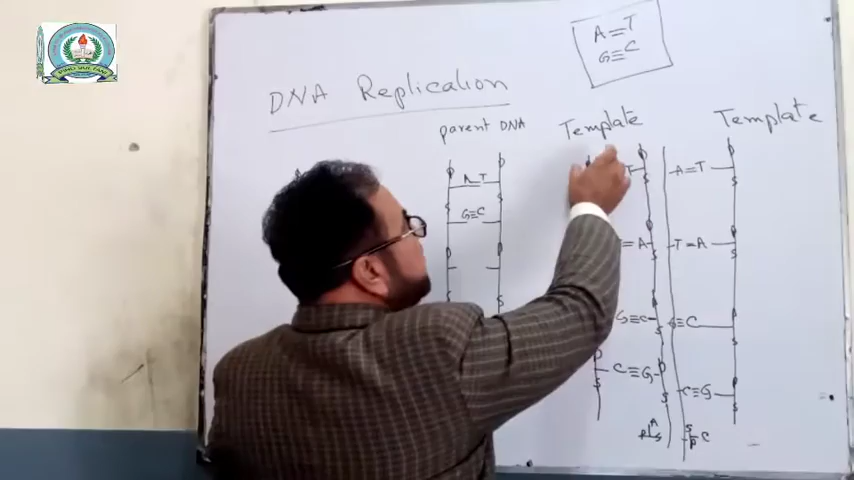 A=T
G≡C
DNA Replication
parent DNA
Template
Template
A T
A=T
G≡C
=A
T=A
G≡C
G≡C
C≡G
C≡G